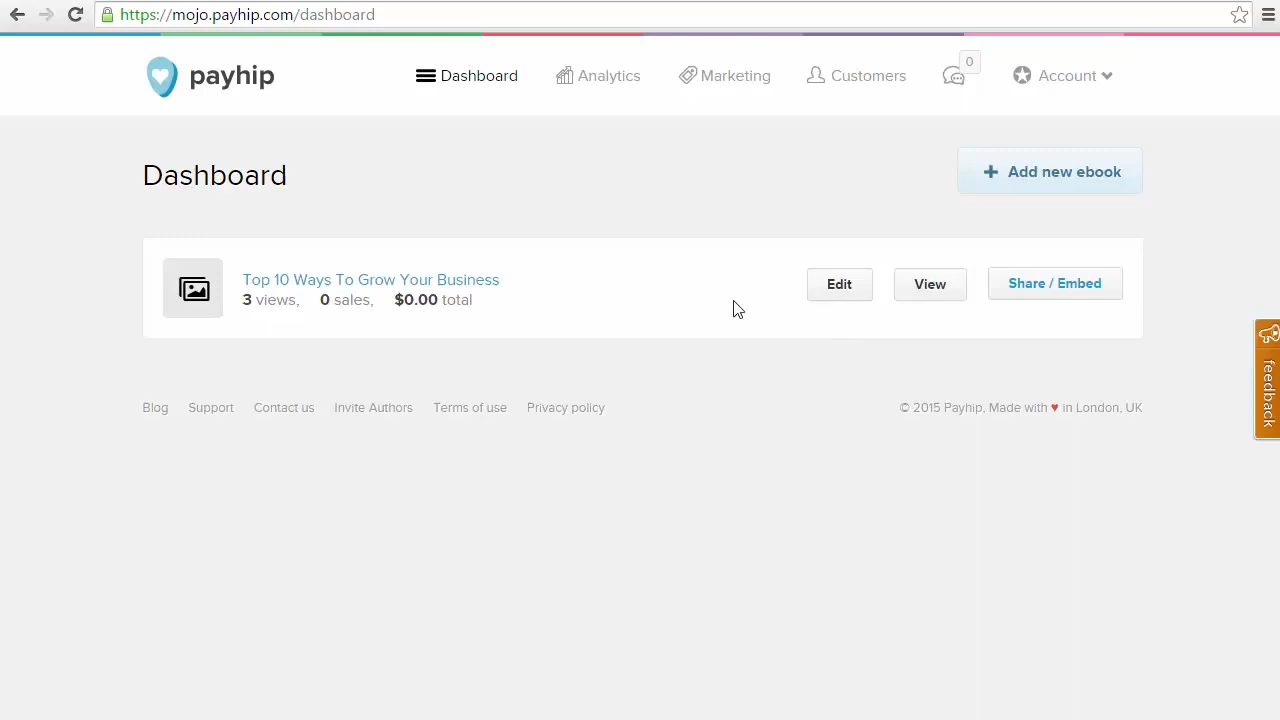 https://mojo.payhip.com/dashboard
payhip Dashboard Analytics Marketing Customers 0 Account
Dashboard
+ Add new ebook
Top 10 Ways To Grow Your Business
3 views, 0 sales, $0.00 total
Edit View Share / Embed
feedback
Blog Support Contact us Invite Authors Terms of use Privacy policy © 2015 Payhip, Made with ♥ in London, UK